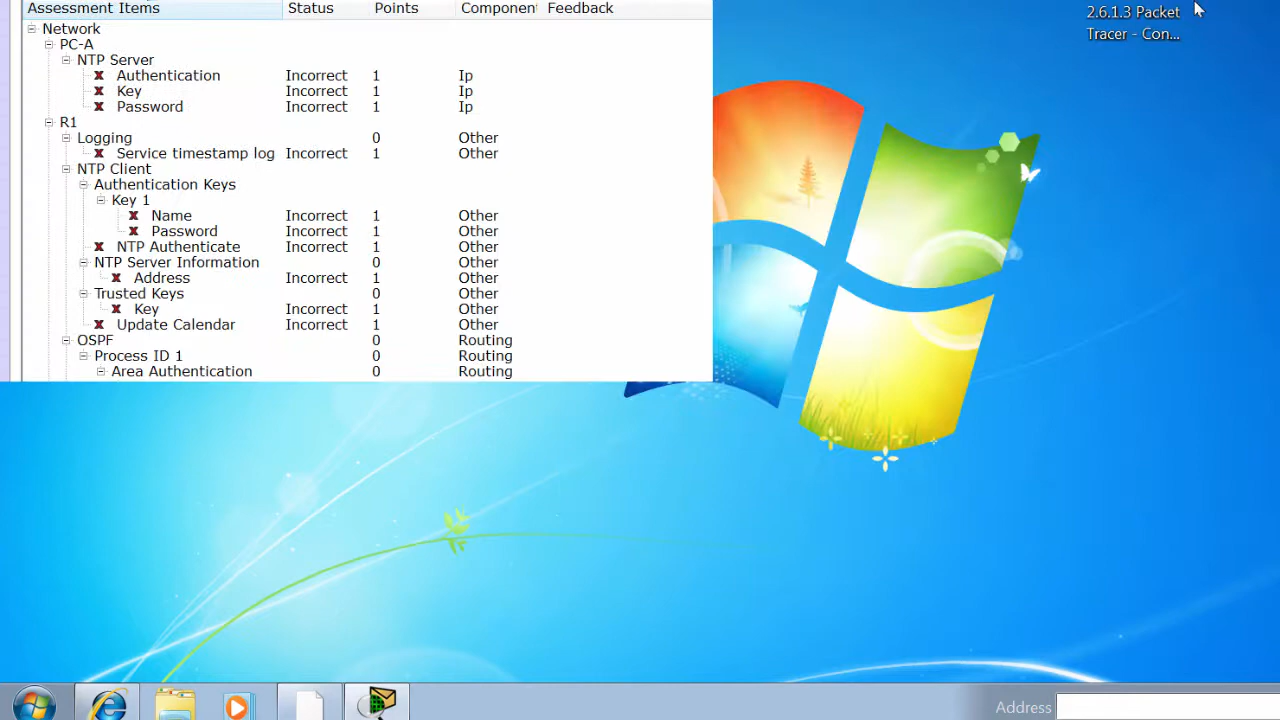 Assessment Items Status Points Componen Feedback
Network
PC-A
NTP Server
Authentication Incorrect 1 Ip
Key Incorrect 1 Ip
Password Incorrect 1 Ip
R1
Logging 0 Other
Service timestamp log Incorrect 1 Other
NTP Client
Authentication Keys
Key 1
Name Incorrect 1 Other
Password Incorrect 1 Other
NTP Authenticate Incorrect 1 Other
NTP Server Information 0 Other
Address Incorrect 1 Other
Trusted Keys 0 Other
Key Incorrect 1 Other
Update Calendar Incorrect 1 Other
OSPF 0 Routing
Process ID 1 0 Routing
Area Authentication 0 Routing
2.6.1.3 Packet
Tracer - Con...
Address